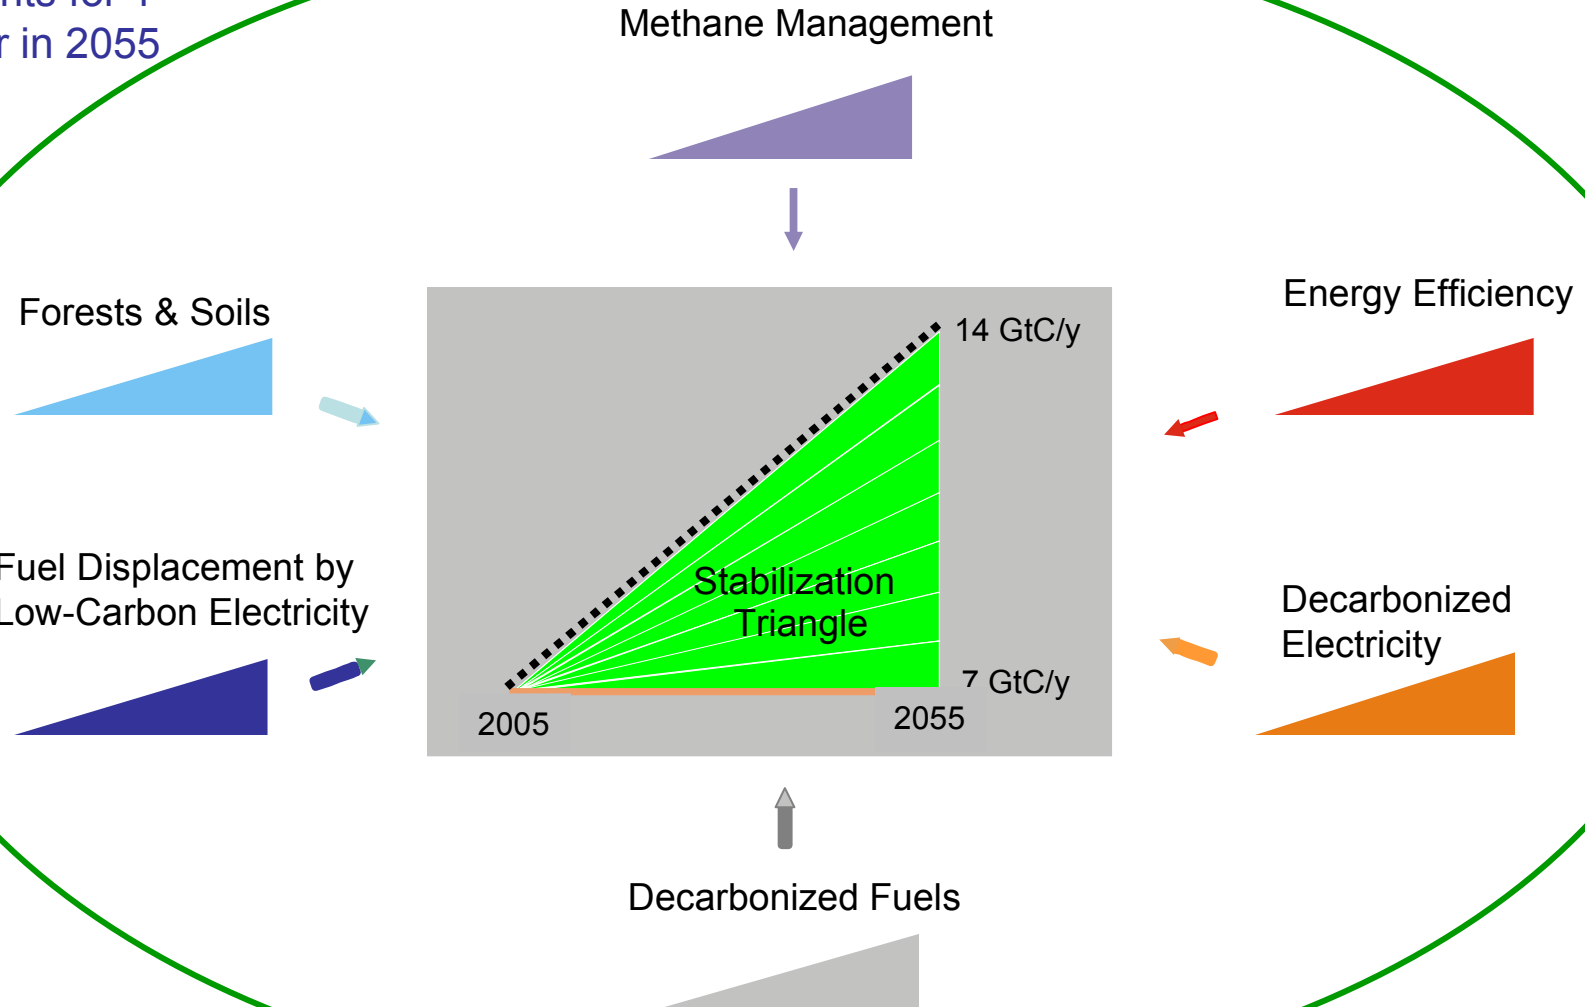 for
in 2055
Methane Management
Forests & Soils
Energy Efficiency
14 GtC/y
Fuel Displacement by
Low-Carbon Electricity
Stabilization
Triangle
Decarbonized
Electricity
7 GtC/y
2005
2055
Decarbonized Fuels